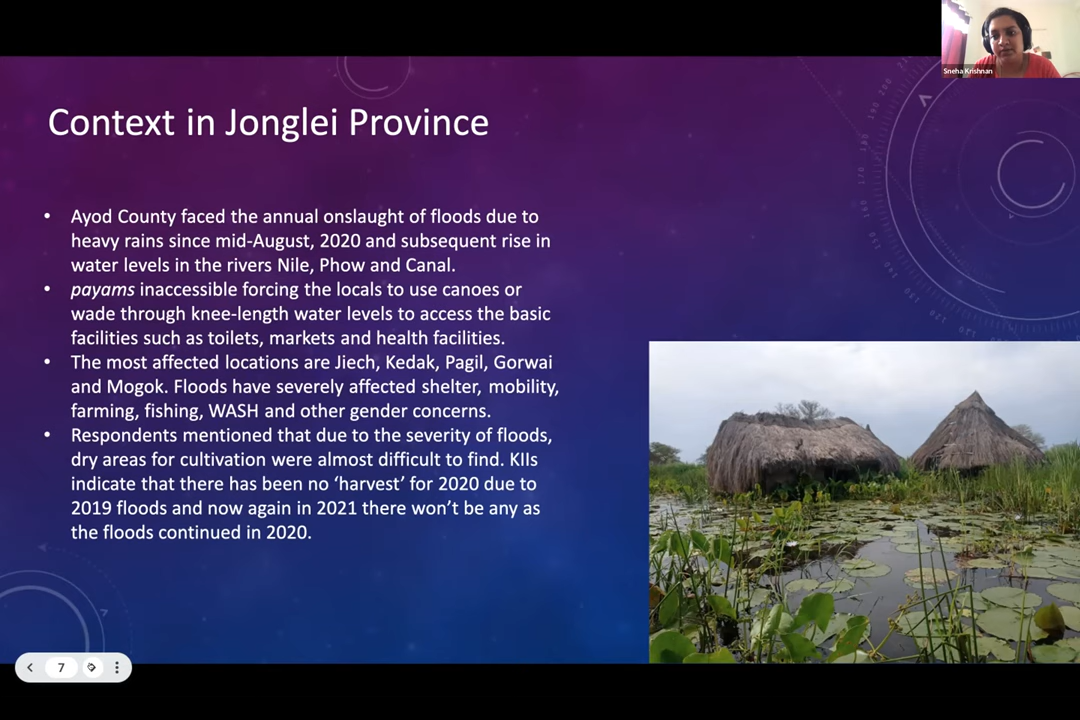 Sneha Krishnan
Context in Jonglei Province
• Ayod County faced the annual onslaught of floods due to
heavy rains since mid-August, 2020 and subsequent rise in
water levels in the rivers Nile, Phow and Canal.
• payams inaccessible forcing the locals to use canoes or
wade through knee-length water levels to access the basic
facilities such as toilets, markets and health facilities.
• The most affected locations are Jiech, Kedak, Pagil, Gorwai
and Mogok. Floods have severely affected shelter, mobility,
farming, fishing, WASH and other gender concerns.
• Respondents mentioned that due to the severity of floods,
dry areas for cultivation were almost difficult to find. KIIs
indicate that there has been no ‘harvest’ for 2020 due to
2019 floods and now again in 2021 there won’t be any as
the floods continued in 2020.
7